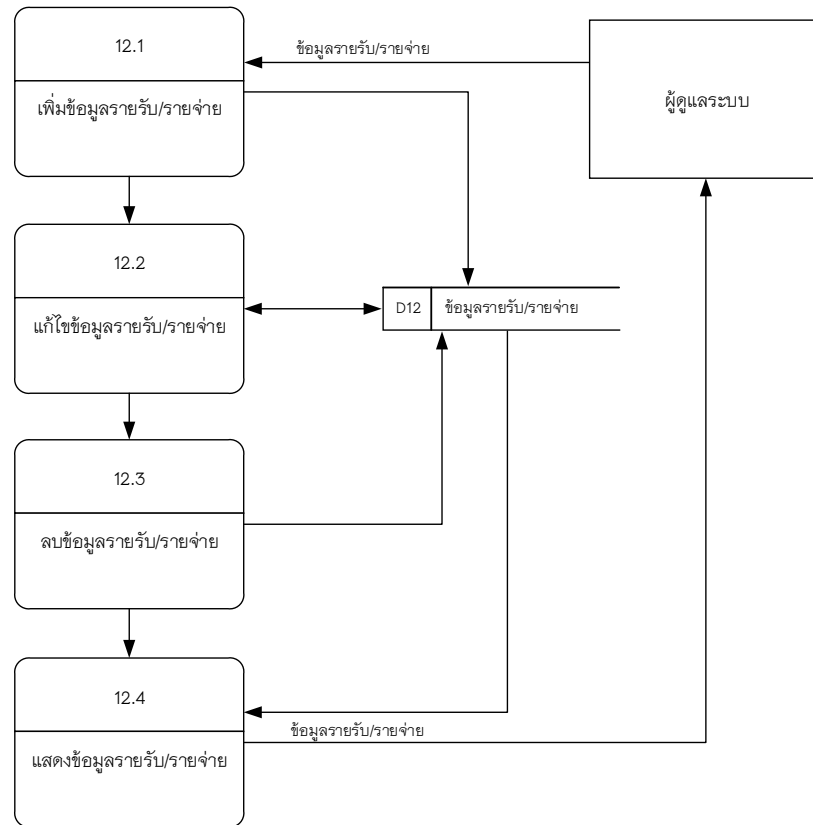 12.1
ข้อมูลรายรับ/รายจ่าย
เพิ่มข้อมูลรายรับ/รายจ่าย
ผู้ดูแลระบบ
12.2
แก้ไขข้อมูลรายรับ/รายจ่าย
D12 ข้อมูลรายรับ/รายจ่าย
12.3
ลบข้อมูลรายรับ/รายจ่าย
12.4
ข้อมูลรายรับ/รายจ่าย
แสดงข้อมูลรายรับ/รายจ่าย